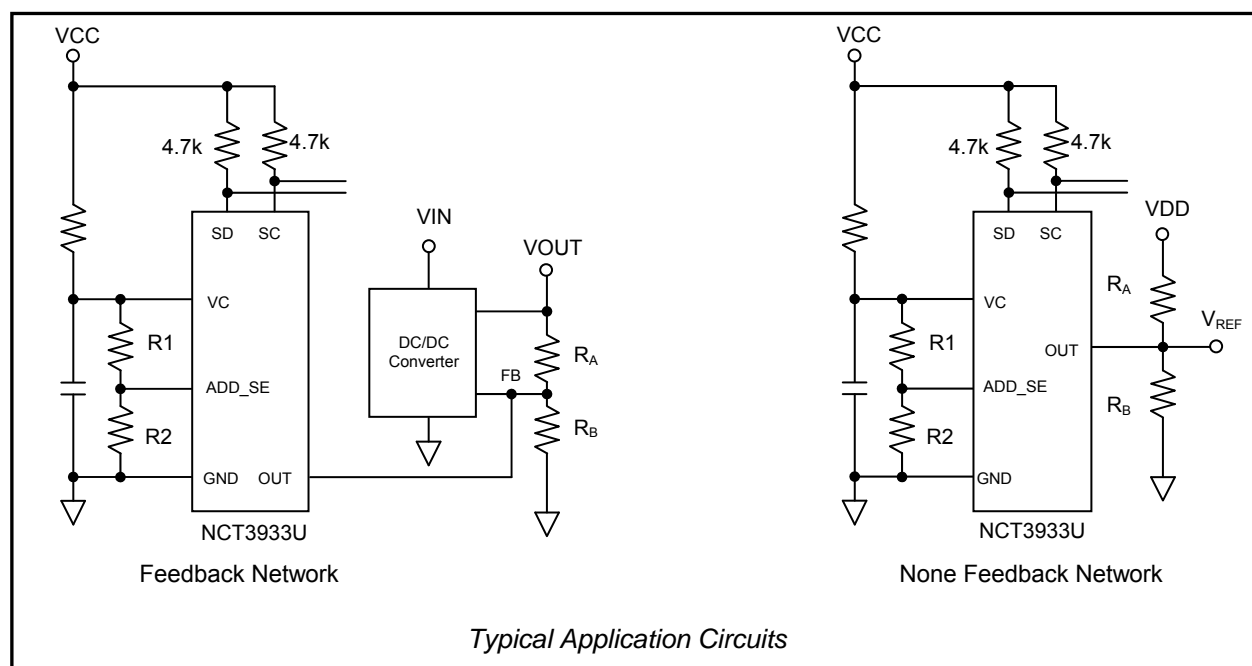 VCC
4.7k
4.7k
SD
SC
VC
R1
ADD_SE
R2
GND
OUT
NCT3933U
VIN
VOUT
DC/DC
Converter
FB
RA
RB
Feedback Network
VCC
4.7k
4.7k
SD
SC
VC
R1
ADD_SE
R2
GND
OUT
NCT3933U
VDD
RA
VREF
RB
None Feedback Network
Typical Application Circuits